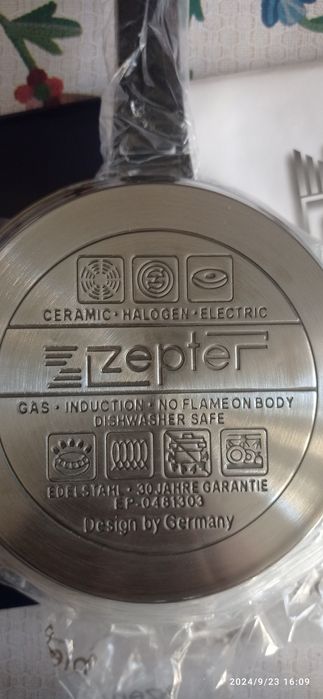 CERAMIC · HALOGEN · ELECTRIC
zepter
GAS · INDUCTION · NO FLAME ON BODY
DISHWASHER SAFE
EDELSTAHL · 30 JAHRE GARANTIE
EP-0481303
Design by Germany
2024/9/23 16:09